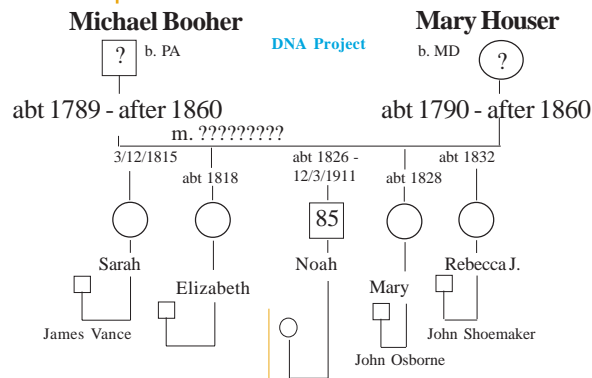 Michael Booher
Mary Houser
DNA Project
?
b. PA
b. MD
?
abt 1789 - after 1860
abt 1790 - after 1860
m. ?????????
3/12/1815
abt 1818
abt 1826 -
12/3/1911
abt 1828
abt 1832
85
Sarah
Elizabeth
Noah
Mary
Rebecca J.
James Vance
John Osborne
John Shoemaker